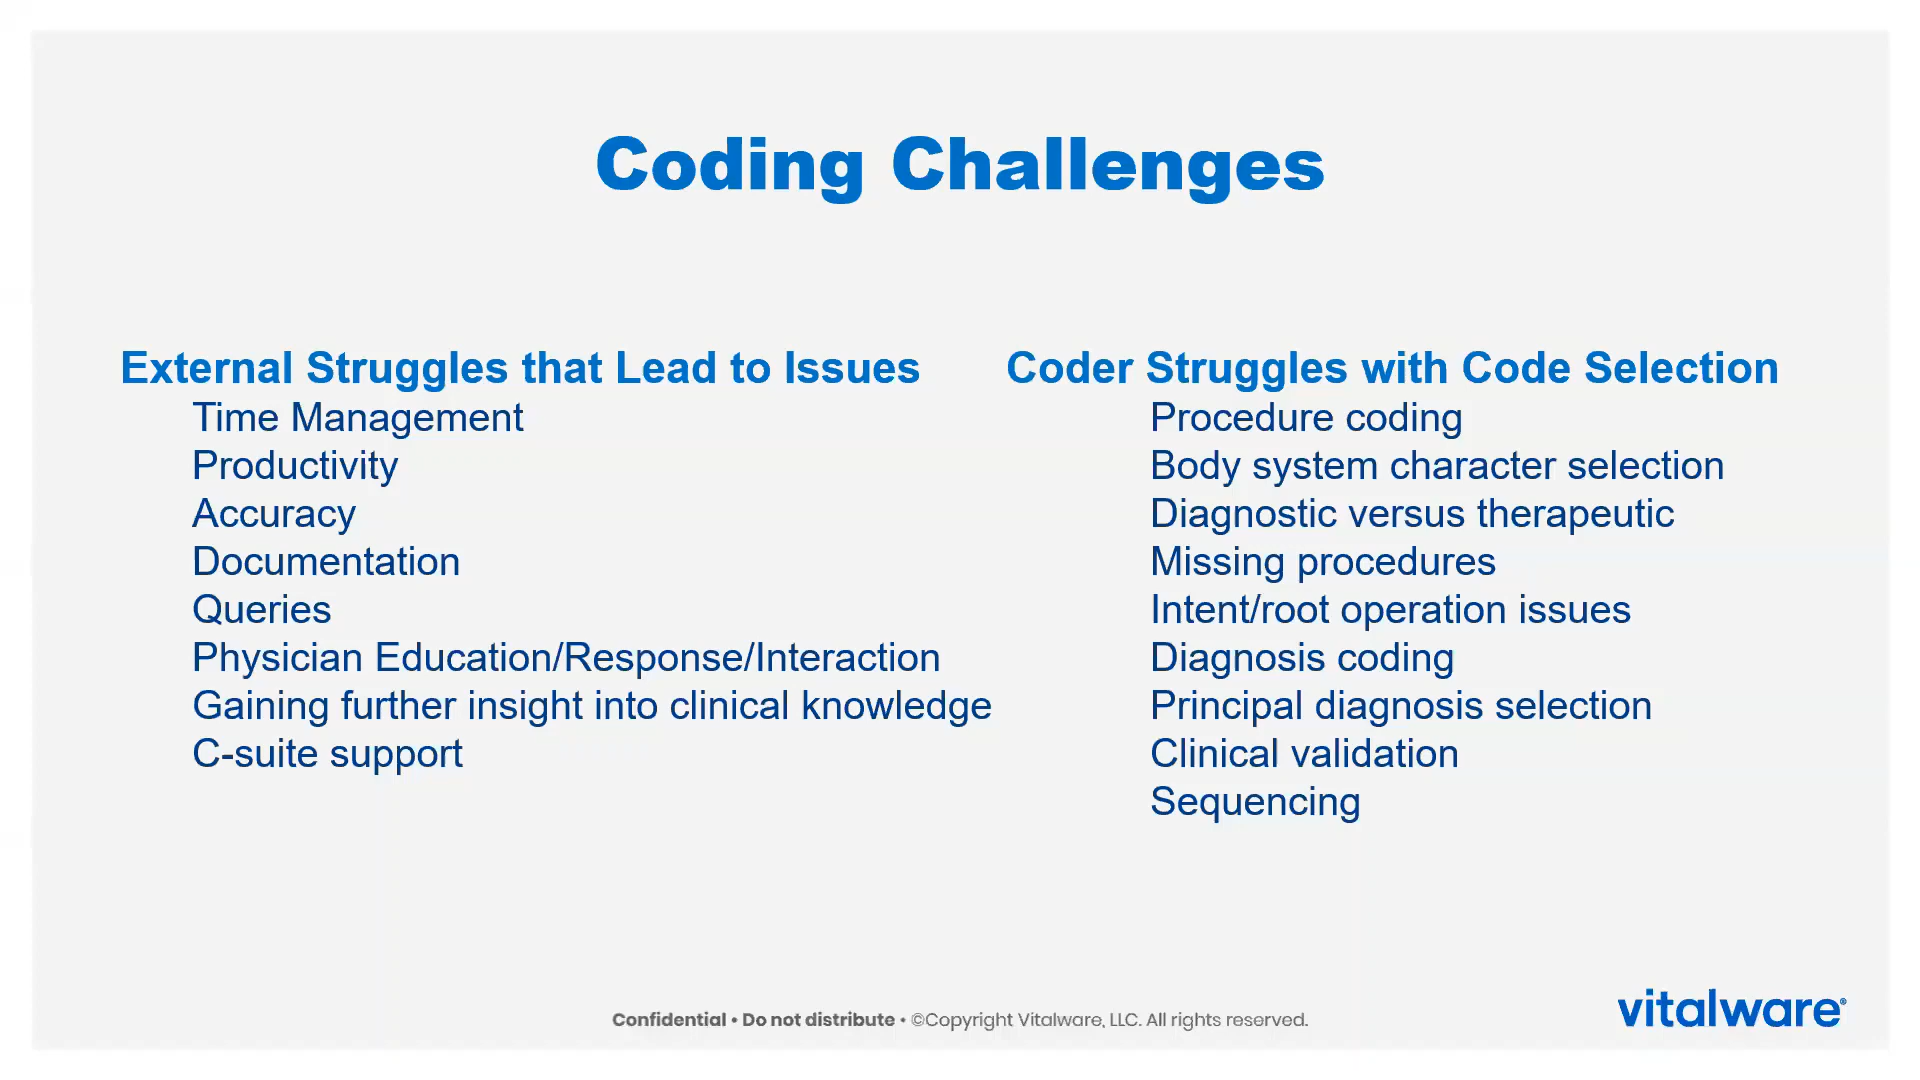 Coding Challenges
External Struggles that Lead to Issues
Time Management
Productivity
Accuracy
Documentation
Queries
Physician Education/Response/Interaction
Gaining further insight into clinical knowledge
C-suite support
Coder Struggles with Code Selection
Procedure coding
Body system character selection
Diagnostic versus therapeutic
Missing procedures
Intent/root operation issues
Diagnosis coding
Principal diagnosis selection
Clinical validation
Sequencing
Confidential • Do not distribute • ©Copyright Vitalware, LLC. All rights reserved.
vitalware®